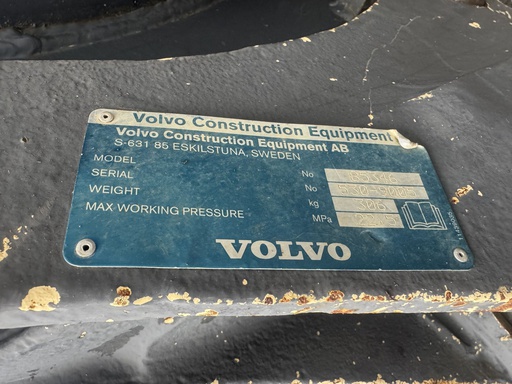 Volvo Construction Equipment
Volvo Construction Equipment AB
S-631 85 ESKILSTUNA, SWEDEN
MODEL
SERIAL No
WEIGHT No
MAX WORKING PRESSURE kg
MPa
VOLVO